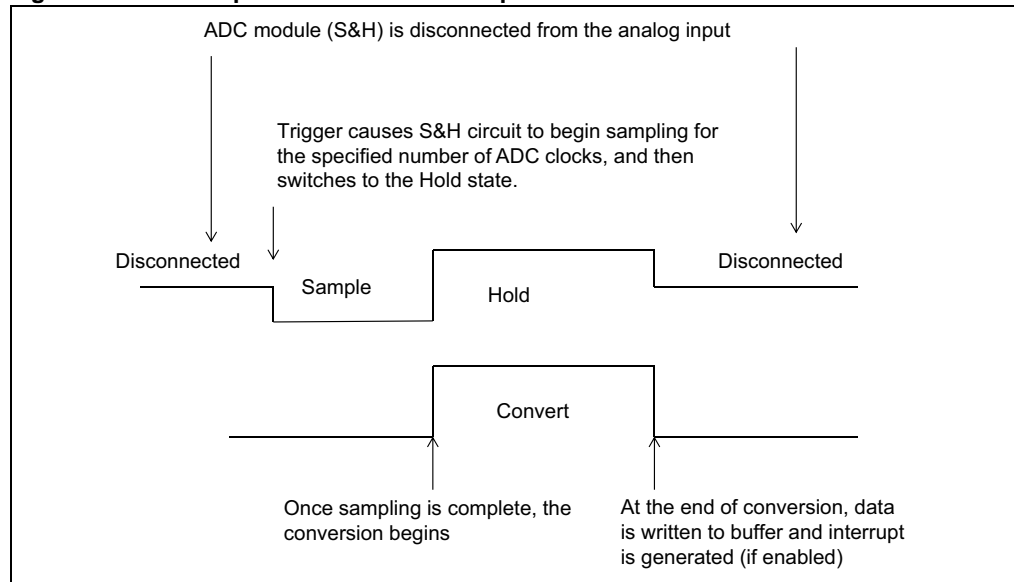 ADC module (S&H) is disconnected from the analog input
Trigger causes S&H circuit to begin sampling for
the specified number of ADC clocks, and then
switches to the Hold state.
Disconnected
Disconnected
Sample
Hold
Convert
Once sampling is complete, the
conversion begins
At the end of conversion, data
is written to buffer and interrupt
is generated (if enabled)